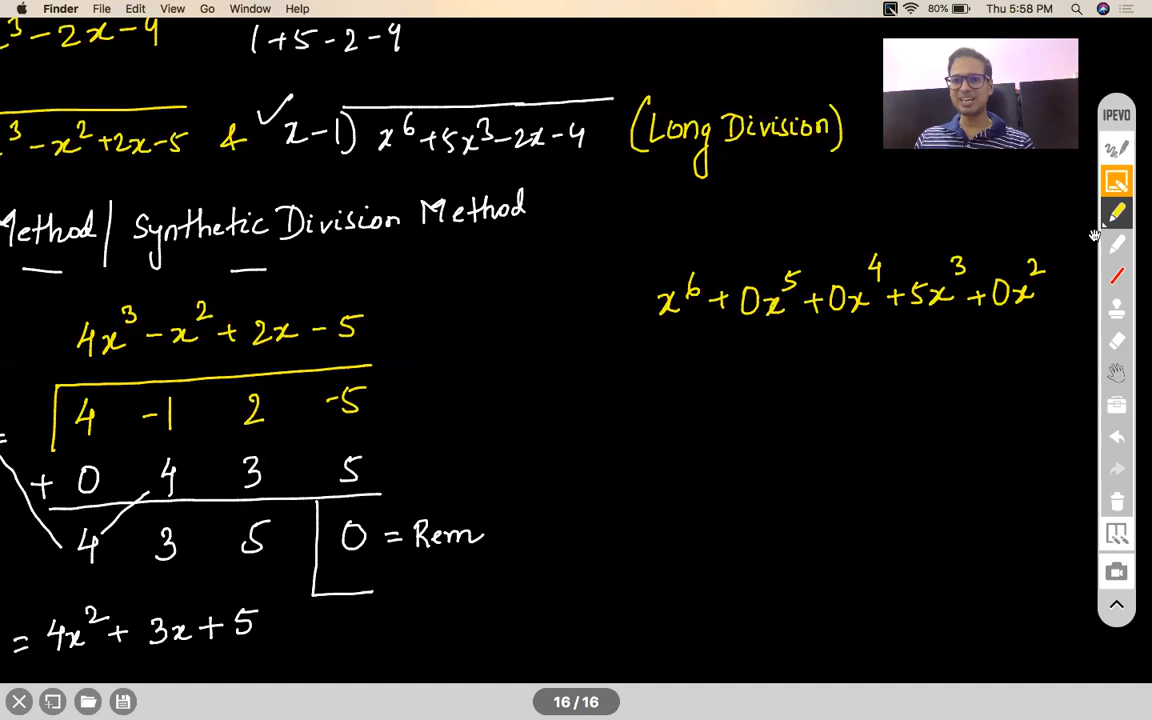 Finder File Edit View Go Window Help 80% Thu 5:58 PM
x³ - 2x - 4 1 + 5 - 2 - 4
x³ - x² + 2x - 5 & ✓ x - 1) x⁶ + 5x³ - 2x - 4 (Long Division)
IPEVO
Method / Synthetic Division Method
x⁶ + 0x⁵ + 0x⁴ + 5x³ + 0x²
4x³ - x² + 2x - 5
4 -1 2 -5
+ 0 4 3 5
4 3 5 0 = Rem
= 4x² + 3x + 5
16 / 16